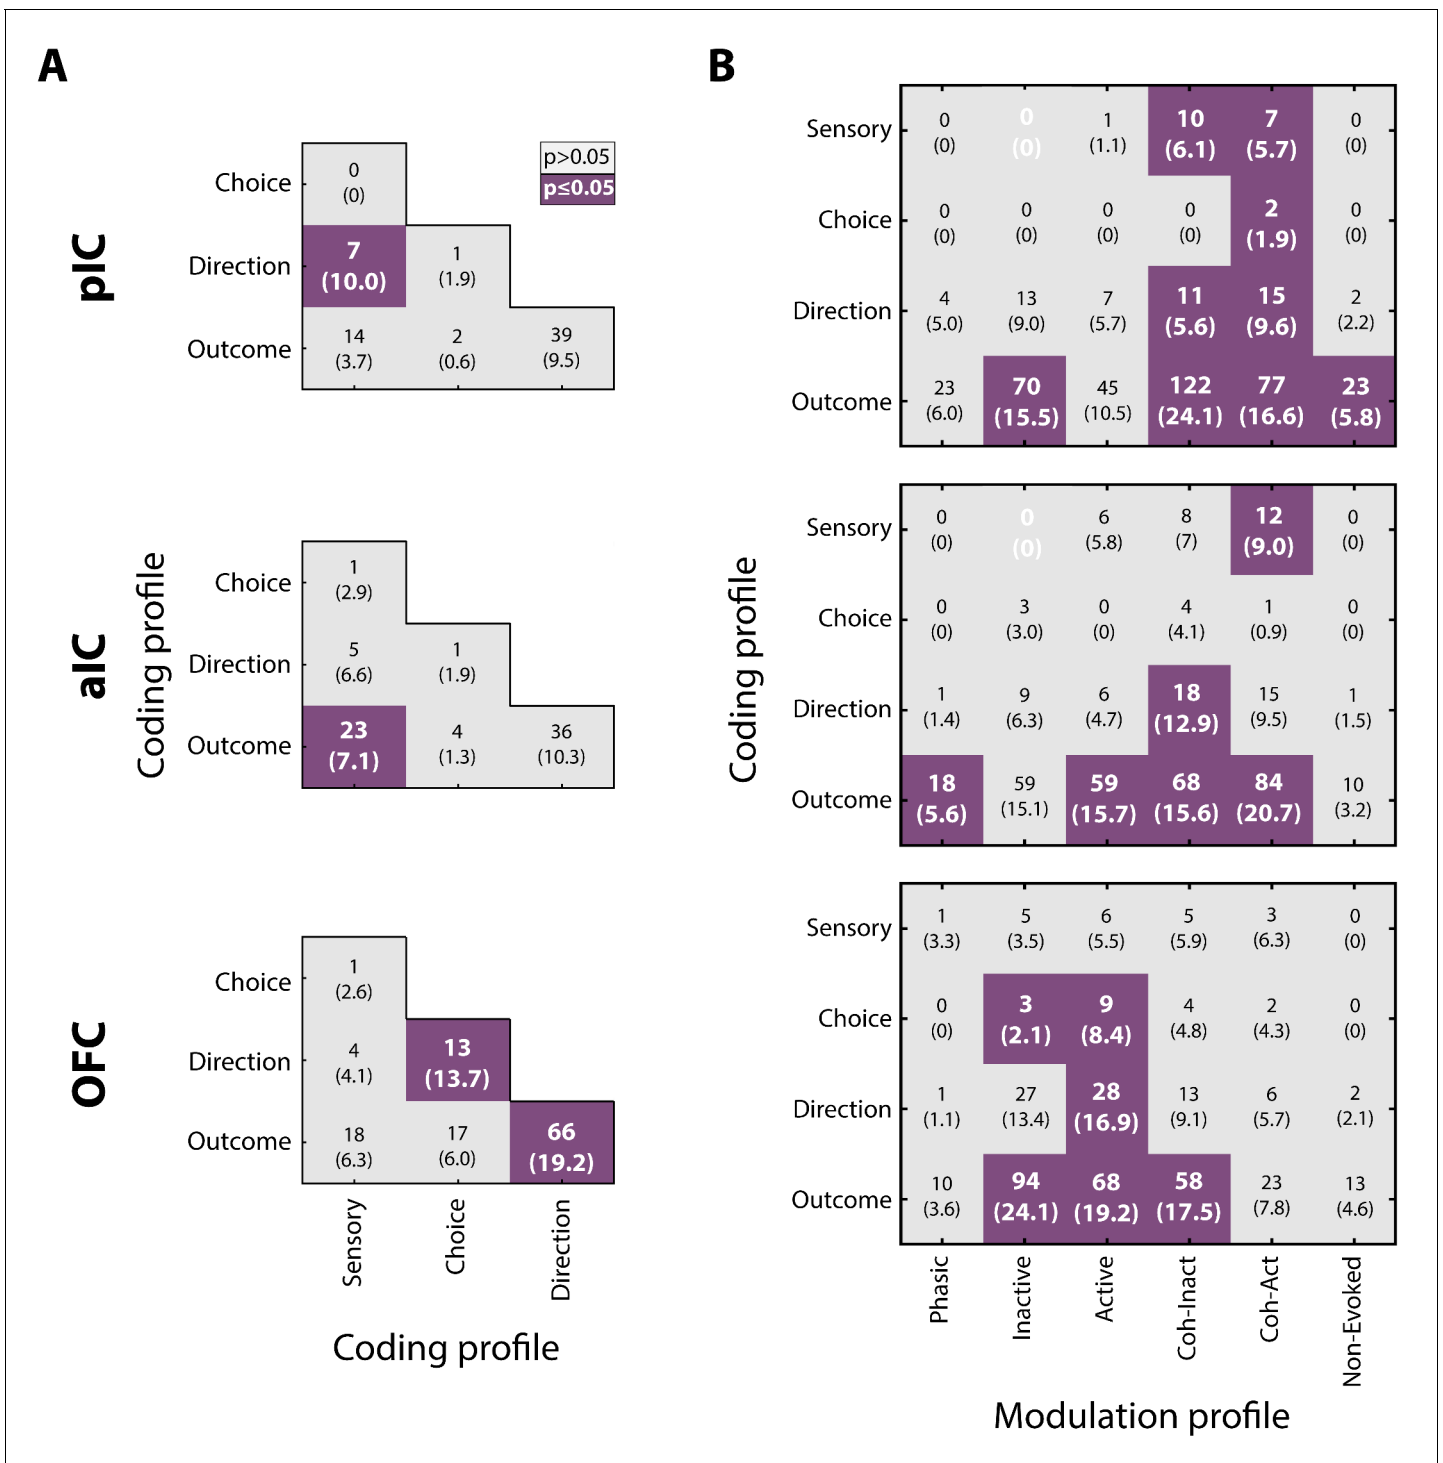 A
pIC
p>0.05
p≤0.05
Choice
0
(0)
Direction
7
(10.0)
1
(1.9)
Outcome
14
(3.7)
2
(0.6)
39
(9.5)
aIC
Coding profile
Choice
1
(2.9)
Direction
5
(6.6)
1
(1.9)
Outcome
23
(7.1)
4
(1.3)
36
(10.3)
OFC
Choice
1
(2.6)
Direction
4
(4.1)
13
(13.7)
Outcome
18
(6.3)
17
(6.0)
66
(19.2)
Sensory
Choice
Direction
Coding profile
B
Coding profile
Sensory
0 0 1 10 7 0
(0) (0) (1.1) (6.1) (5.7) (0)
Choice
0 0 0 0 2 0
(0) (0) (0) (0) (1.9) (0)
Direction
4 13 7 11 15 2
(5.0) (9.0) (5.7) (5.6) (9.6) (2.2)
Outcome
23 70 45 122 77 23
(6.0) (15.5) (10.5) (24.1) (16.6) (5.8)
Sensory
0 0 6 8 12 0
(0) (0) (5.8) (7) (9.0) (0)
Choice
0 3 0 4 1 0
(0) (3.0) (0) (4.1) (0.9) (0)
Direction
1 9 6 18 15 1
(1.4) (6.3) (4.7) (12.9) (9.5) (1.5)
Outcome
18 59 59 68 84 10
(5.6) (15.1) (15.7) (15.6) (20.7) (3.2)
Sensory
1 5 6 5 3 0
(3.3) (3.5) (5.5) (5.9) (6.3) (0)
Choice
0 3 9 4 2 0
(0) (2.1) (8.4) (4.8) (4.3) (0)
Direction
1 27 28 13 6 2
(1.1) (13.4) (16.9) (9.1) (5.7) (2.1)
Outcome
10 94 68 58 23 13
(3.6) (24.1) (19.2) (17.5) (7.8) (4.6)
Phasic
Inactive
Active
Coh-Inact
Coh-Act
Non-Evoked
Modulation profile